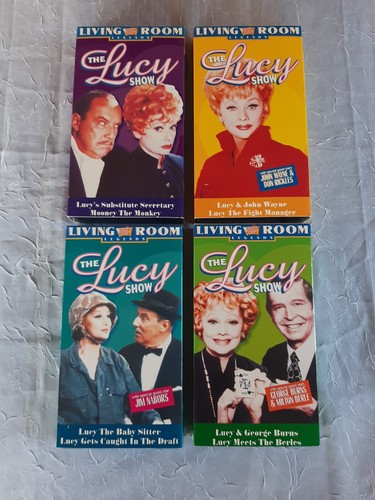 LIVING ROOM
LEGENDS
THE
Lucy
SHOW
Lucy's Substitute Secretary
Mooney The Monkey
LIVING ROOM
LEGENDS
THE
Lucy
SHOW
JOHN WAYNE &
DON RICKLES
Lucy & John Wayne
Lucy The Fight Manager
LIVING ROOM
LEGENDS
THE
Lucy
SHOW
JIM NABORS
Lucy The Baby Sitter
Lucy Gets Caught In The Draft
LIVING ROOM
LEGENDS
THE
Lucy
SHOW
GEORGE BURNS
& MILTON BERLE
Lucy & George Burns
Lucy Meets The Berles